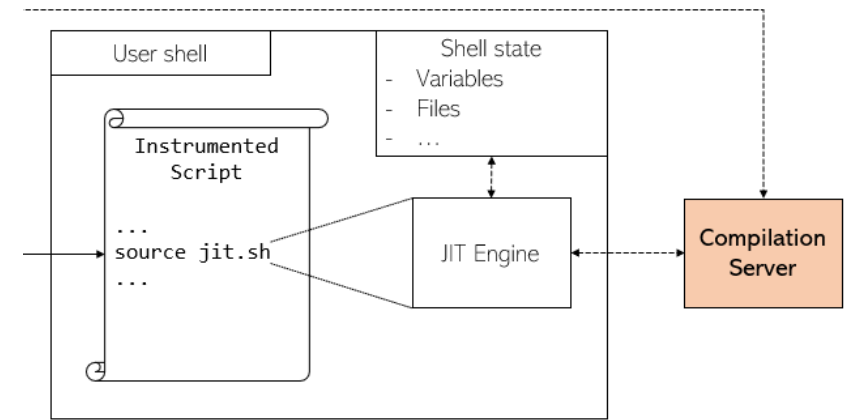 User shell
Shell state
- Variables
- Files
- ...
Instrumented
Script
...
source jit.sh
...
JIT Engine
Compilation
Server